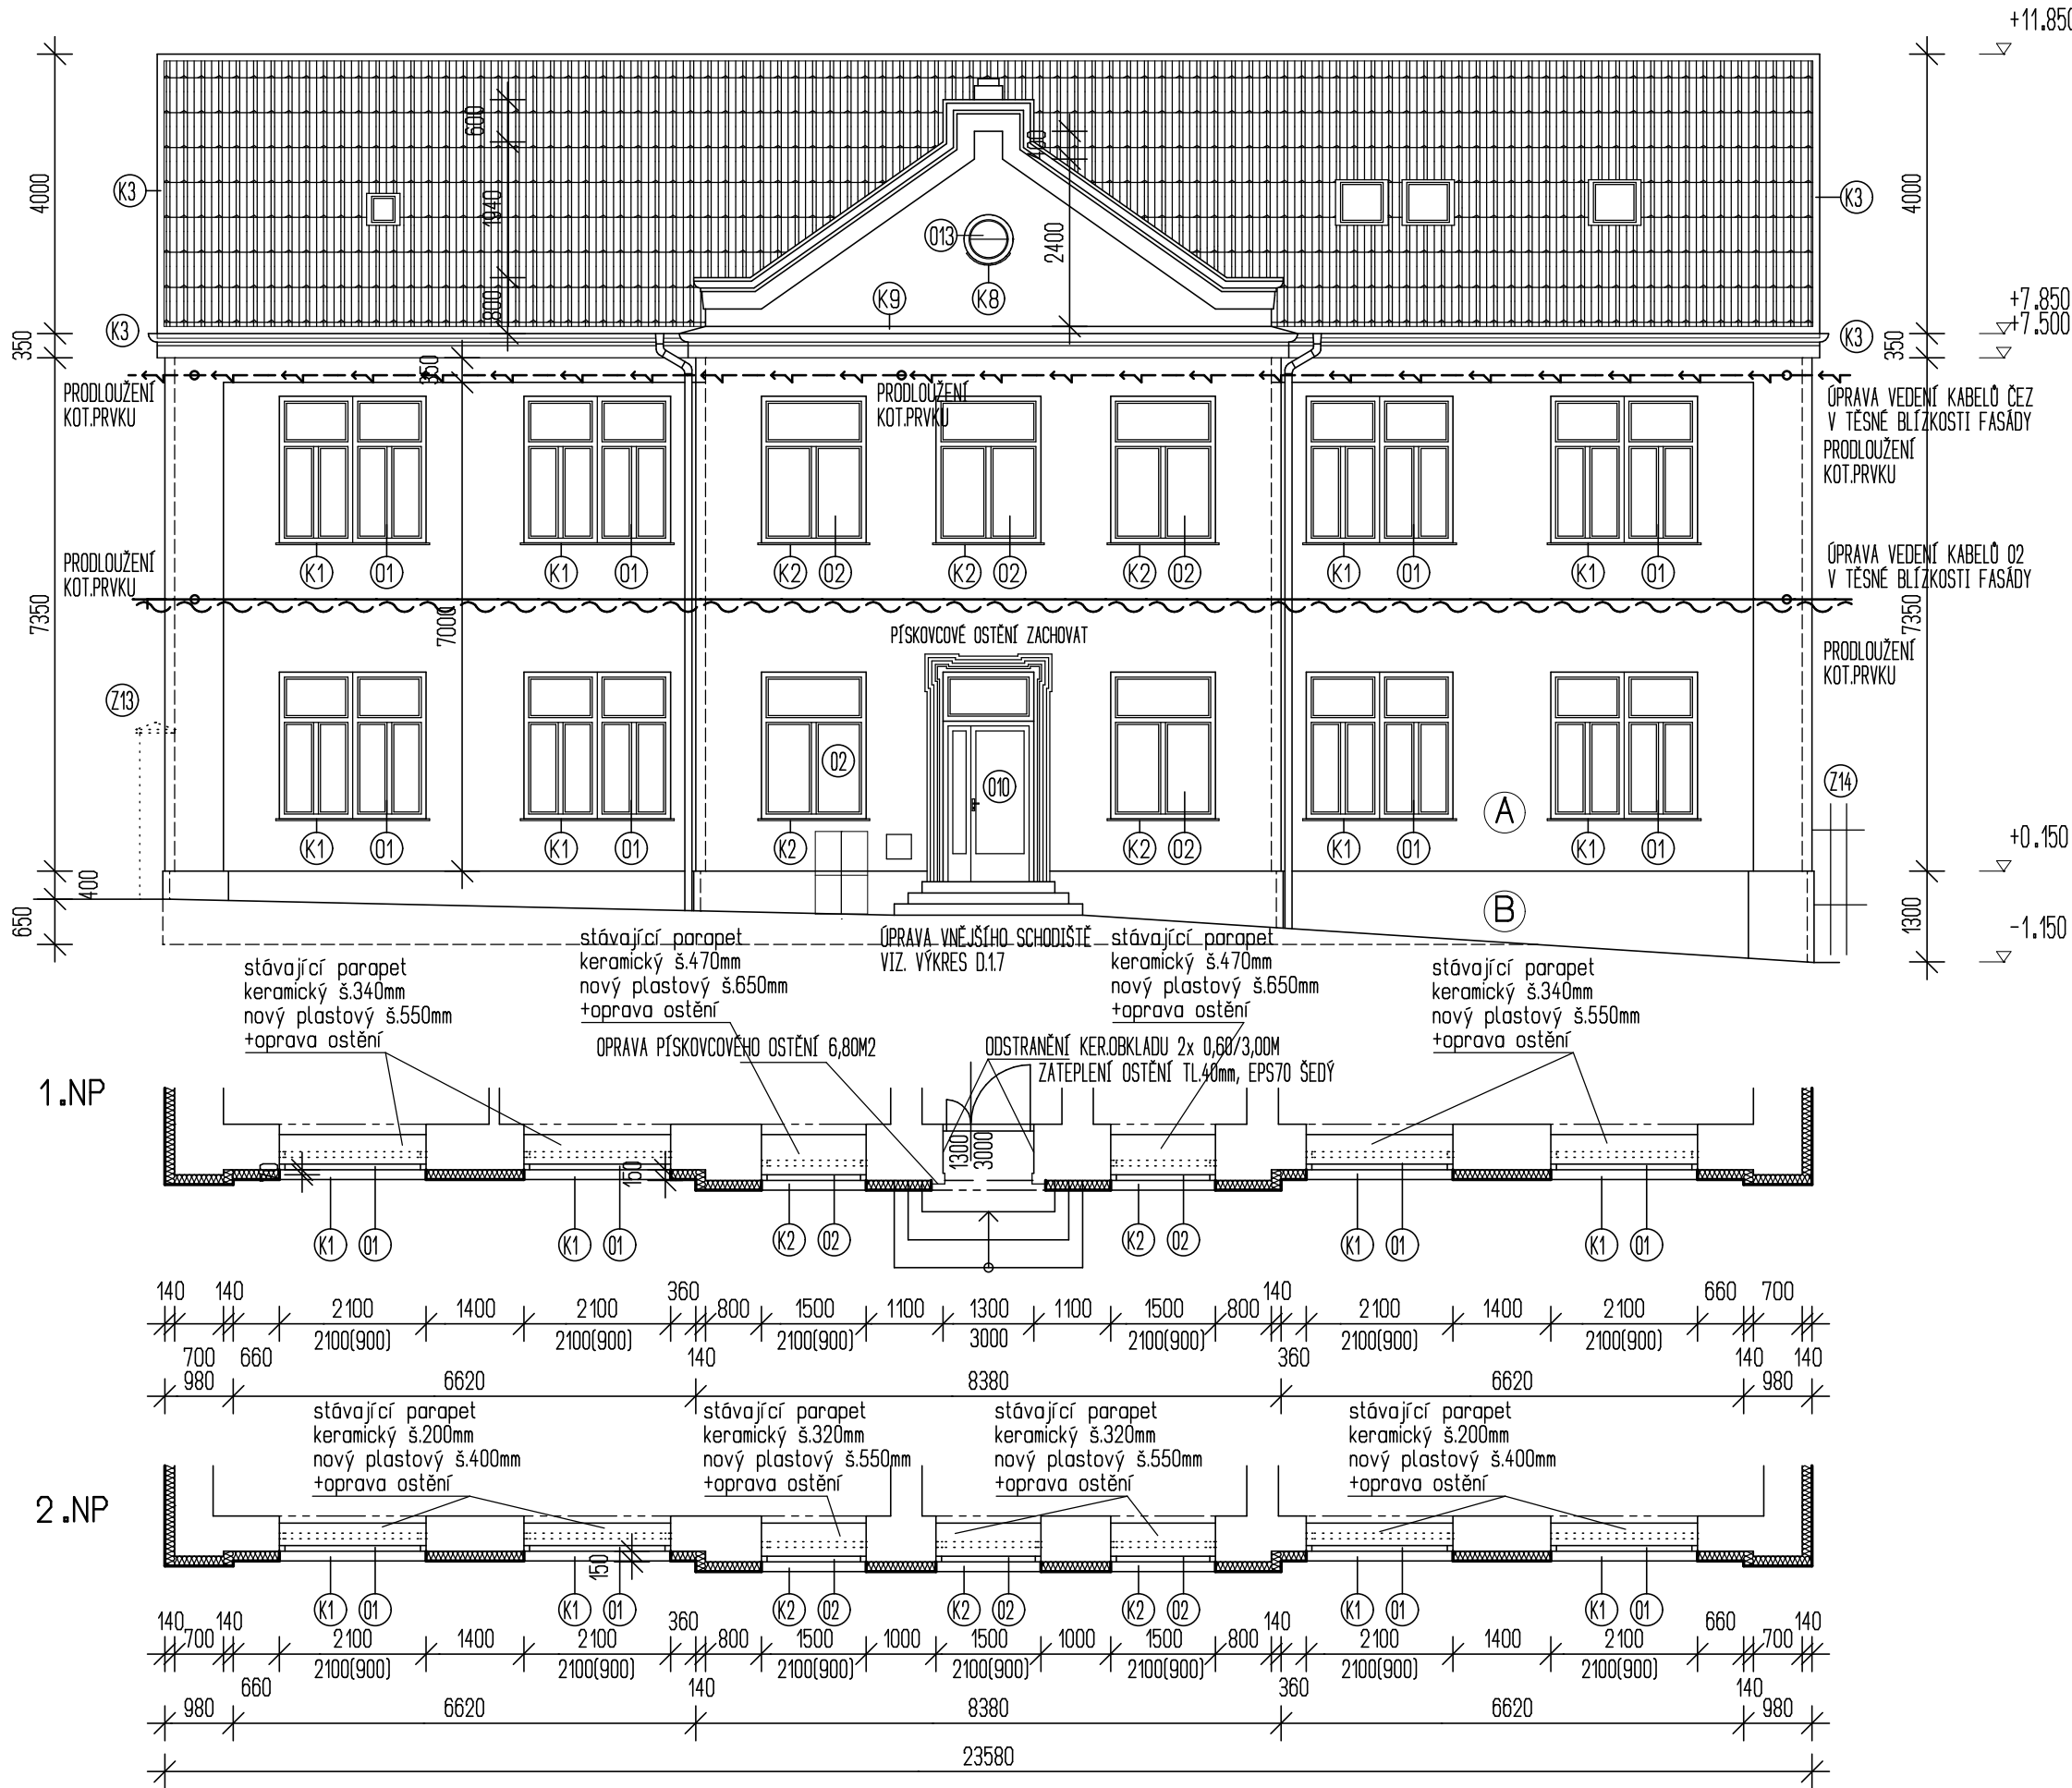 +11.850
4000
600
1940
800
140
2400
4000
K3
K3
013
K9
K8
+7.850
+7.500
K3
K3
350
350
350
PRODLOUŽENÍ
KOT.PRVKU
PRODLOUŽENÍ
KOT.PRVKU
ÚPRAVA VEDENÍ KABELŮ ČEZ
V TĚSNÉ BLÍZKOSTI FASÁDY
PRODLOUŽENÍ
KOT.PRVKU
K1 01 K1 01 K2 02 K2 02 K2 02 K1 01 K1 01
PRODLOUŽENÍ
KOT.PRVKU
ÚPRAVA VEDENÍ KABELŮ O2
V TĚSNÉ BLÍZKOSTI FASÁDY
7350
7000
7350
PÍSKOVCOVÉ OSTĚNÍ ZACHOVAT
PRODLOUŽENÍ
KOT.PRVKU
Z13
02
010
A
Z14
+0.150
K1 01 K1 01 K2 K2 02 K1 01 K1 01
400
650
B
1300
-1.150
ÚPRAVA VNĚJŠÍHO SCHODIŠTĚ
VIZ. VÝKRES D.1.7
stávající parapet
keramický š.340mm
nový plastový š.550mm
+oprava ostění
stávající parapet
keramický š.470mm
nový plastový š.650mm
+oprava ostění
stávající parapet
keramický š.470mm
nový plastový š.650mm
+oprava ostění
stávající parapet
keramický š.340mm
nový plastový š.550mm
+oprava ostění
OPRAVA PÍSKOVCOVÉHO OSTĚNÍ 6,80M2
ODSTRANĚNÍ KER.OBKLADU 2x 0,60/3,00M
ZATEPLENÍ OSTĚNÍ TL.40mm, EPS70 ŠEDÝ
1.NP
150
1300
3000
K1 01 K1 01 K2 02 K2 02 K1 01 K1 01
140 140 2100 1400 2100 360 800 1500 1100 1300 1100 1500 800 140 2100 1400 2100 660 700
2100(900) 2100(900) 2100(900) 3000 2100(900) 2100(900) 2100(900)
700 660 140 360 140 140
980 6620 8380 6620 980
stávající parapet
keramický š.200mm
nový plastový š.400mm
+oprava ostění
stávající parapet
keramický š.320mm
nový plastový š.550mm
+oprava ostění
stávající parapet
keramický š.320mm
nový plastový š.550mm
+oprava ostění
stávající parapet
keramický š.200mm
nový plastový š.400mm
+oprava ostění
2.NP
150
K1 01 K1 01 K2 02 K2 02 K2 02 K1 01 K1 01
140 700 140 2100 1400 2100 360 800 1500 1000 1500 1000 1500 800 140 2100 1400 2100 660 700 140
2100(900) 2100(900) 2100(900) 2100(900) 2100(900) 2100(900) 2100(900)
660 140 360 140
980 6620 8380 6620 980
23580